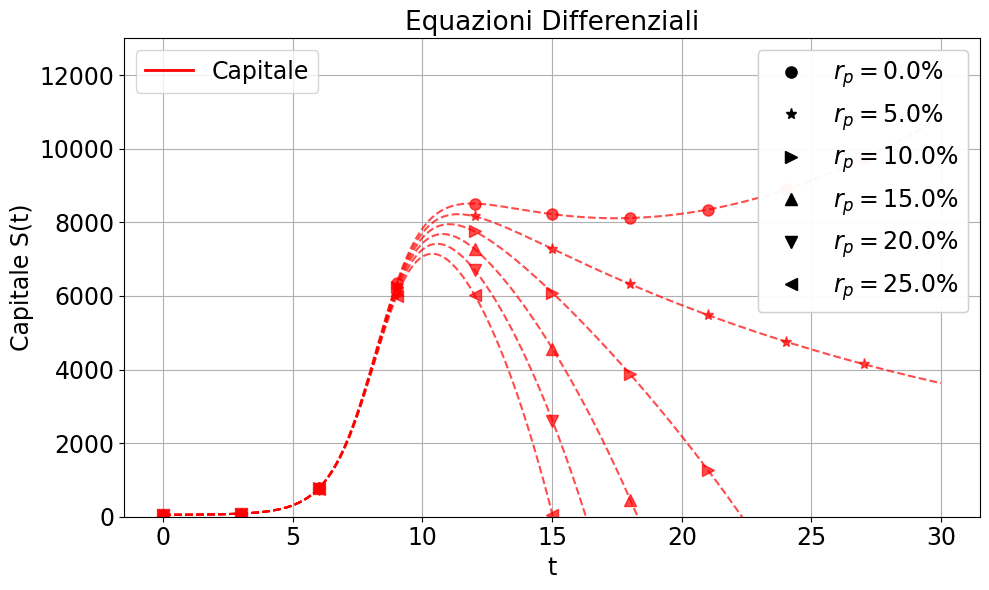 Equazioni Differenziali
Capitale
$r_p = 0.0\%$
$r_p = 5.0\%$
$r_p = 10.0\%$
$r_p = 15.0\%$
$r_p = 20.0\%$
$r_p = 25.0\%$
Capitale S(t)
12000
10000
8000
6000
4000
2000
0
0 5 10 15 20 25 30
t